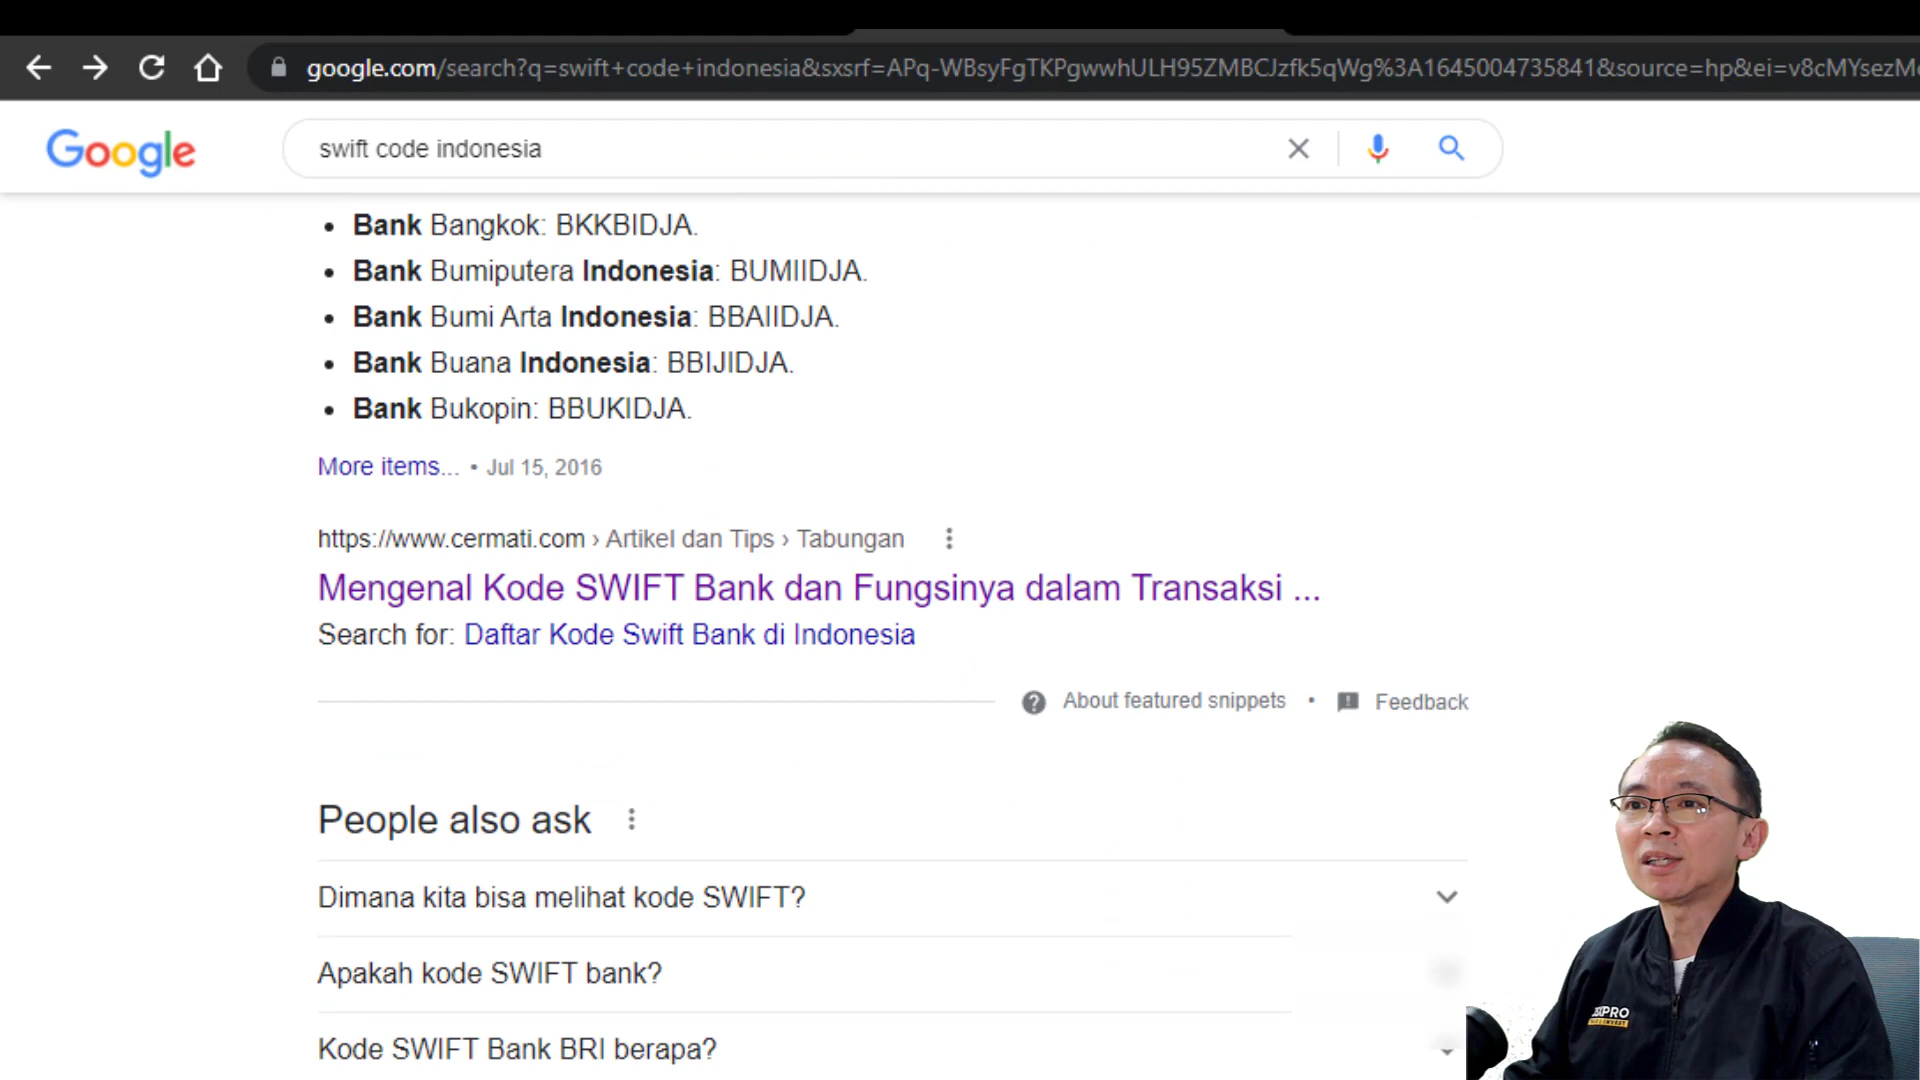 google.com/search?q=swift+code+indonesia&sxsrf=APq-WBsyFgTKPgwwhULH95ZMBCJzfk5qWg%3A1645004735841&source=hp&ei=v8cMYsezM
Google
swift code indonesia
• Bank Bangkok: BKKBIDJA.
• Bank Bumiputera Indonesia: BUMIIDJA.
• Bank Bumi Arta Indonesia: BBAIIDJA.
• Bank Buana Indonesia: BBIJIDJA.
• Bank Bukopin: BBUKIDJA.
More items... • Jul 15, 2016
https://www.cermati.com › Artikel dan Tips › Tabungan
Mengenal Kode SWIFT Bank dan Fungsinya dalam Transaksi ...
Search for: Daftar Kode Swift Bank di Indonesia
About featured snippets • Feedback
People also ask
Dimana kita bisa melihat kode SWIFT?
Apakah kode SWIFT bank?
Kode SWIFT Bank BRI berapa?